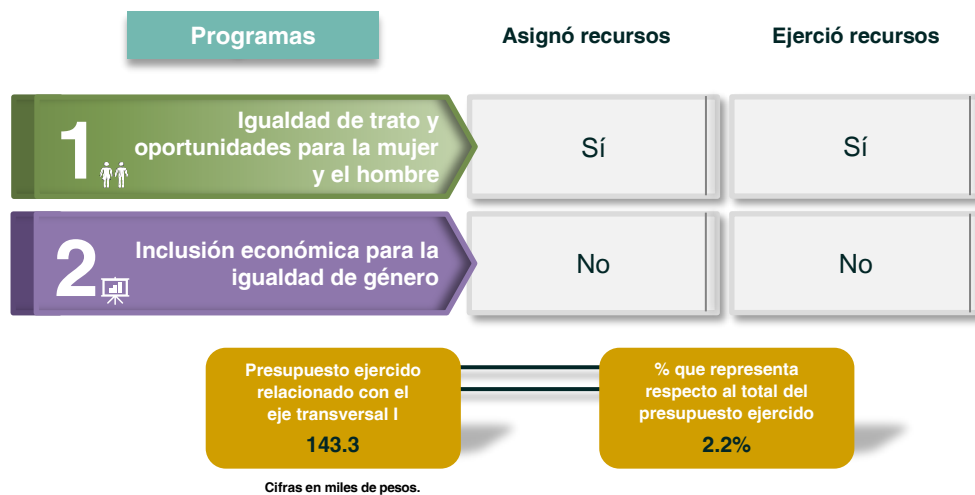 Programas
Asignó recursos
Ejerció recursos
1
Igualdad de trato y
oportunidades para la mujer
y el hombre
Sí
Sí
2
Inclusión económica para la
igualdad de género
No
No
Presupuesto ejercido
relacionado con el
eje transversal I
143.3
% que representa
respecto al total del
presupuesto ejercido
2.2%
Cifras en miles de pesos.